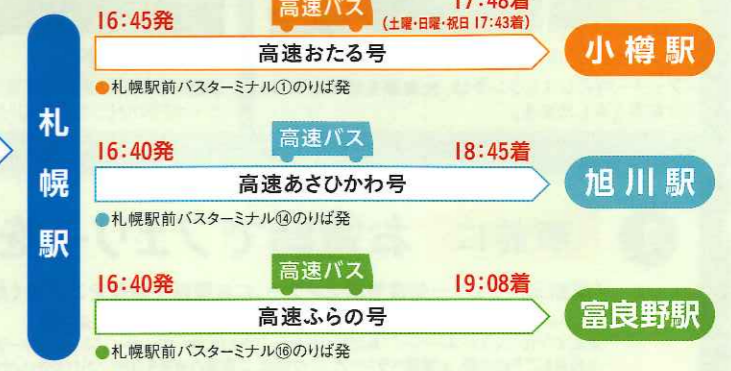 高速バス
16:45発
17:48着
(土曜・日曜・祝日 17:43着)
高速おたる号
小樽駅
●札幌駅前バスターミナル①のりば発
札幌駅
高速バス
16:40発
18:45着
高速あさひかわ号
旭川駅
●札幌駅前バスターミナル⑭のりば発
高速バス
16:40発
19:08着
高速ふらの号
富良野駅
●札幌駅前バスターミナル⑯のりば発